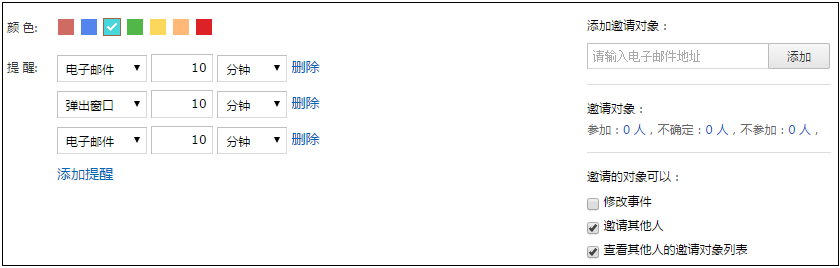 颜 色:
提 醒:
电子邮件 10 分钟 删除
弹出窗口 10 分钟 删除
电子邮件 10 分钟 删除
添加提醒
添加邀请对象：
请输入电子邮件地址 添加
邀请对象：
参加：0 人，不确定：0 人，不参加：0 人，
邀请的对象可以：
修改事件
邀请其他人
查看其他人的邀请对象列表